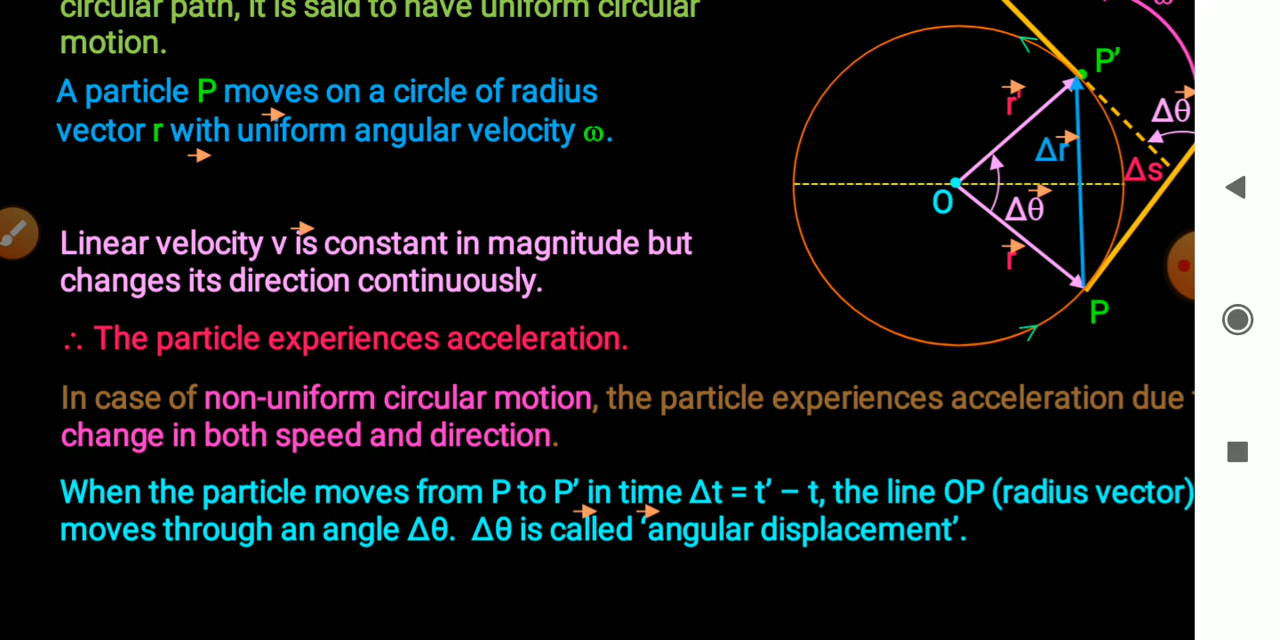 circular path, it is said to have uniform circular
motion.
A particle P moves on a circle of radius
vector r with uniform angular velocity ω.
Linear velocity v is constant in magnitude but
changes its direction continuously.
∴ The particle experiences acceleration.
In case of non-uniform circular motion, the particle experiences acceleration due
change in both speed and direction.
When the particle moves from P to P’ in time Δt = t’ – t, the line OP (radius vector)
moves through an angle Δθ. Δθ is called ‘angular displacement’.
ω
P’
r’
Δθ
Δr
Δs
O
Δθ
r
P